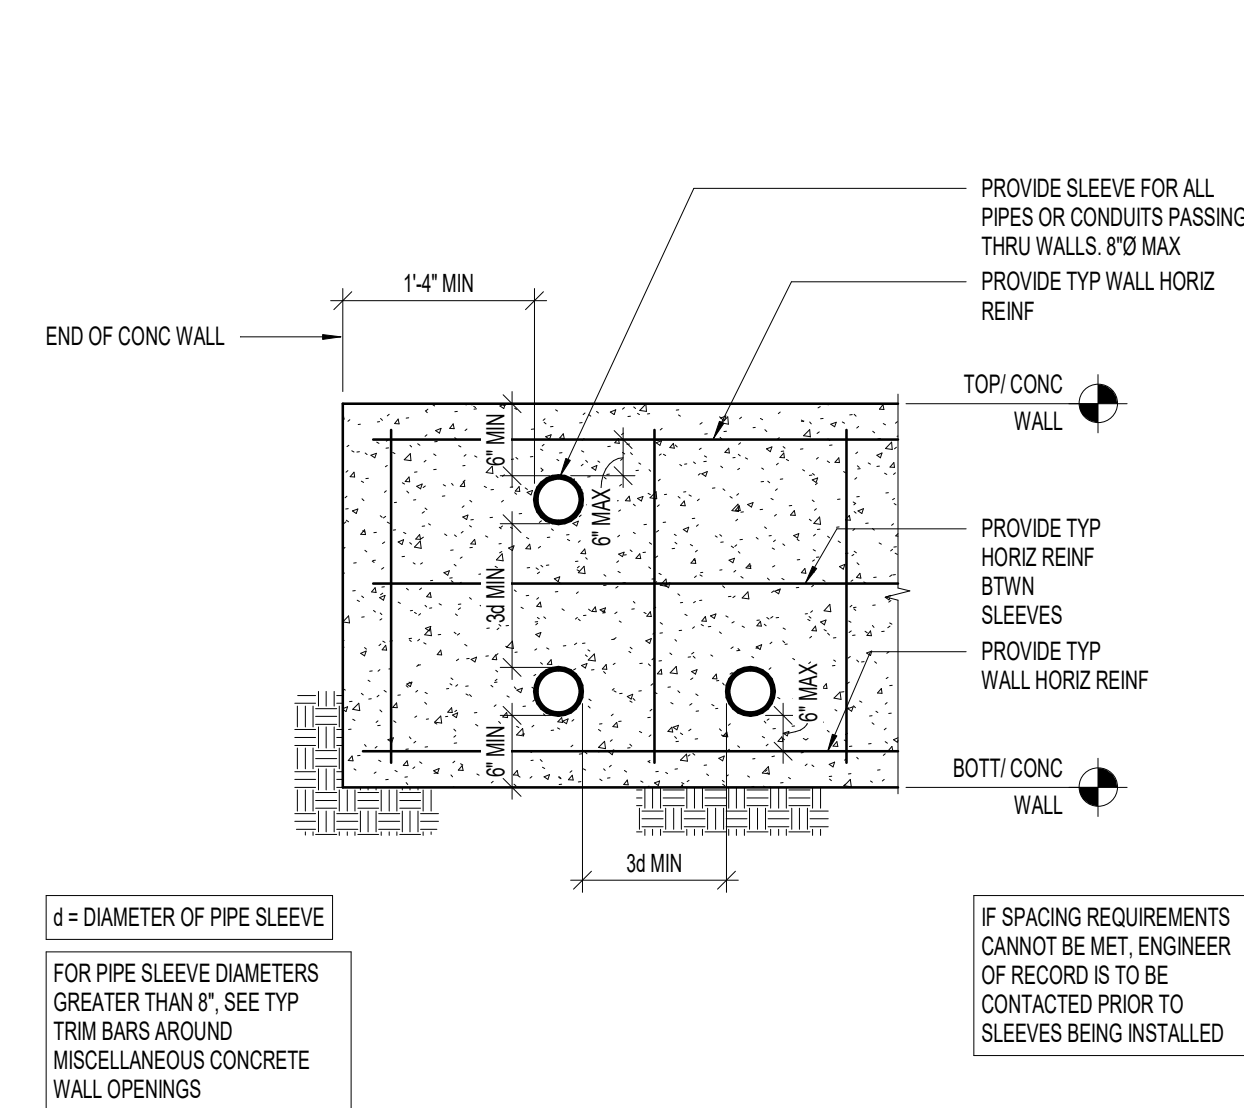 PROVIDE SLEEVE FOR ALL
PIPES OR CONDUITS PASSING
THRU WALLS. 8"Ø MAX
PROVIDE TYP WALL HORIZ
REINF
1'-4" MIN
END OF CONC WALL
TOP/ CONC
WALL
6" MIN
6" MAX
PROVIDE TYP
HORIZ REINF
BTWN
SLEEVES
3d MIN
PROVIDE TYP
WALL HORIZ REINF
6" MAX
6" MIN
BOTT/ CONC
WALL
3d MIN
d = DIAMETER OF PIPE SLEEVE
FOR PIPE SLEEVE DIAMETERS
GREATER THAN 8", SEE TYP
TRIM BARS AROUND
MISCELLANEOUS CONCRETE
WALL OPENINGS
IF SPACING REQUIREMENTS
CANNOT BE MET, ENGINEER
OF RECORD IS TO BE
CONTACTED PRIOR TO
SLEEVES BEING INSTALLED